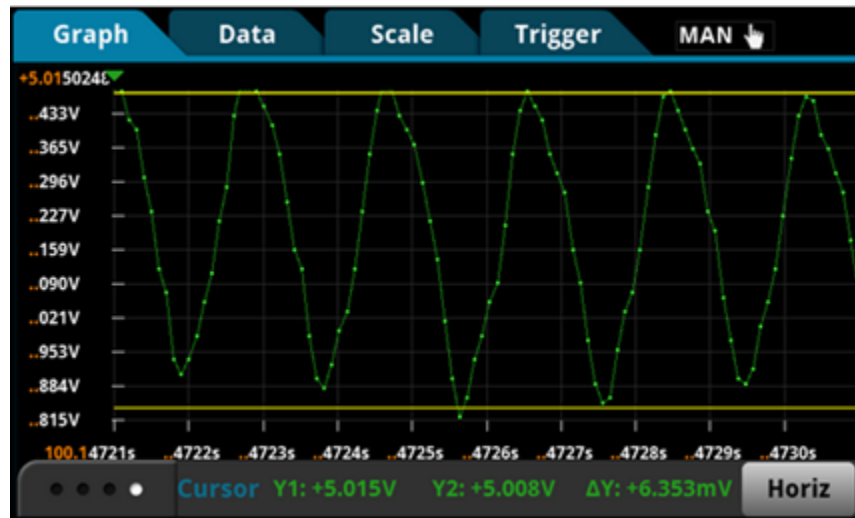 Graph Data Scale Trigger MAN
+5.0150248
..433V
..365V
..296V
..227V
..159V
..090V
..021V
..953V
..884V
..815V
100.14721s ..4722s ..4723s ..4724s ..4725s ..4726s ..4727s ..4728s ..4729s ..4730s
Cursor Y1: +5.015V Y2: +5.008V ΔY: +6.353mV Horiz